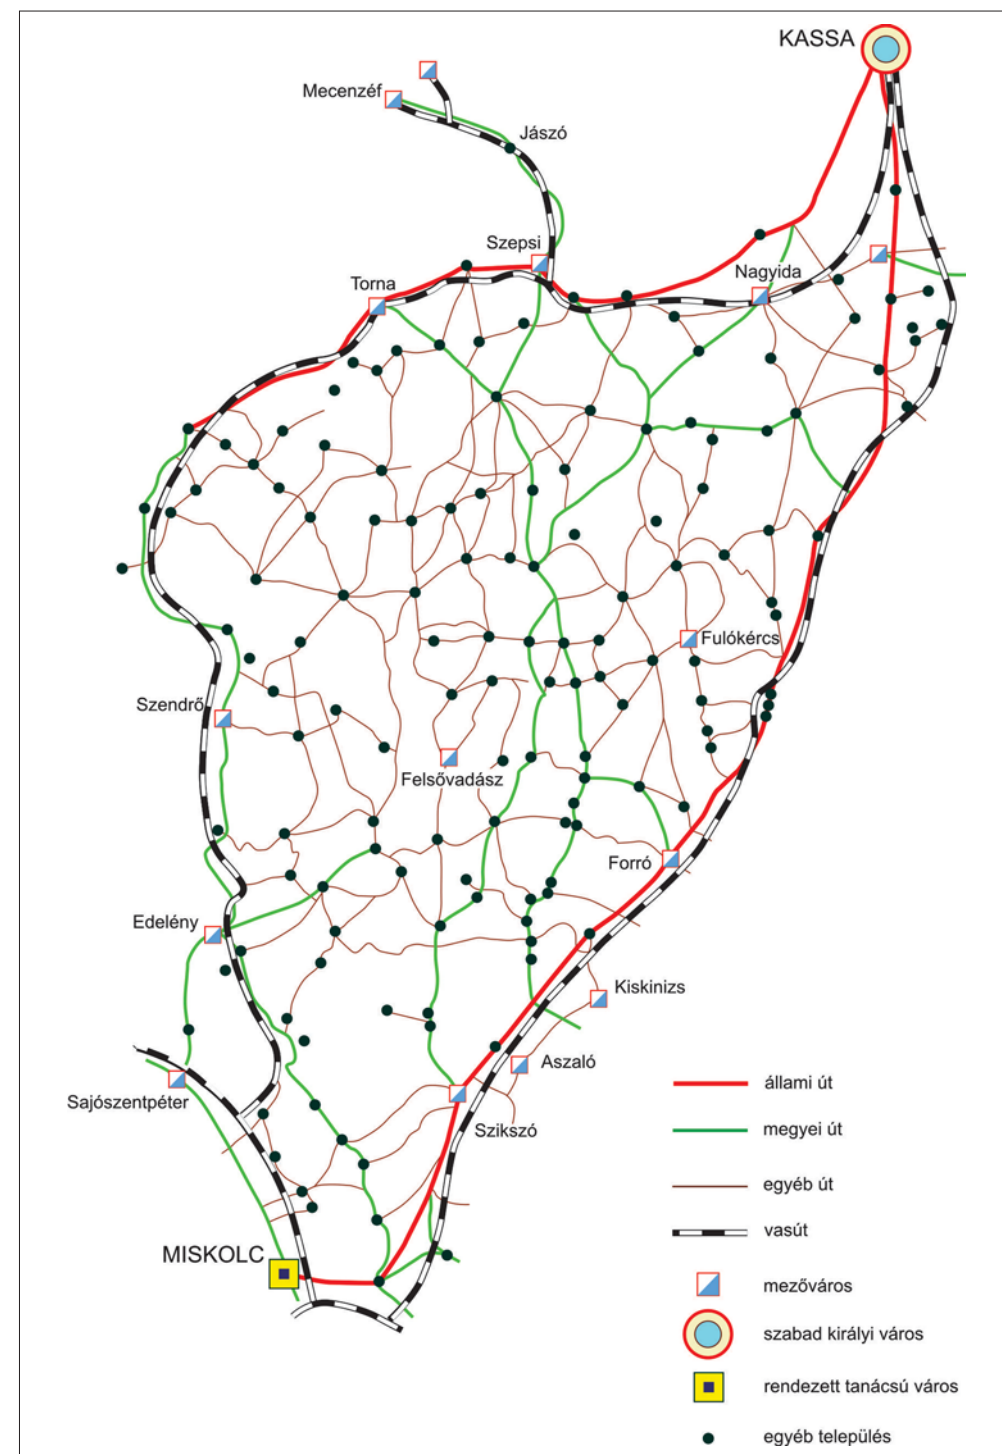 KASSA
Mecenzéf
Jászó
Szepsi
Nagyida
Torna
Fulókércs
Szendrő
Felsővadász
Forró
Edelény
Kiskinizs
Aszaló
Sajószentpéter
Szikszó
MISKOLC
állami út
megyei út
egyéb út
vasút
mezőváros
szabad királyi város
rendezett tanácsú város
egyéb település